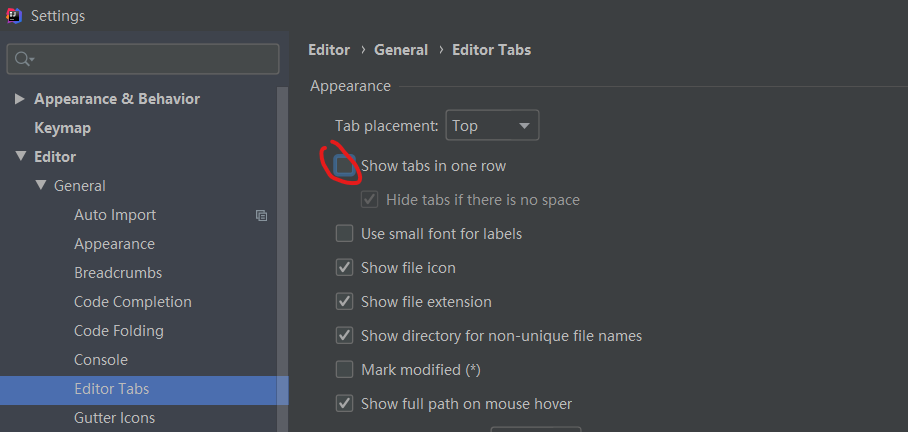 Settings
Appearance & Behavior
Keymap
Editor
General
Auto Import
Appearance
Breadcrumbs
Code Completion
Code Folding
Console
Editor Tabs
Gutter Icons
Editor › General › Editor Tabs
Appearance
Tab placement: Top
Show tabs in one row
Hide tabs if there is no space
Use small font for labels
Show file icon
Show file extension
Show directory for non-unique file names
Mark modified (*)
Show full path on mouse hover